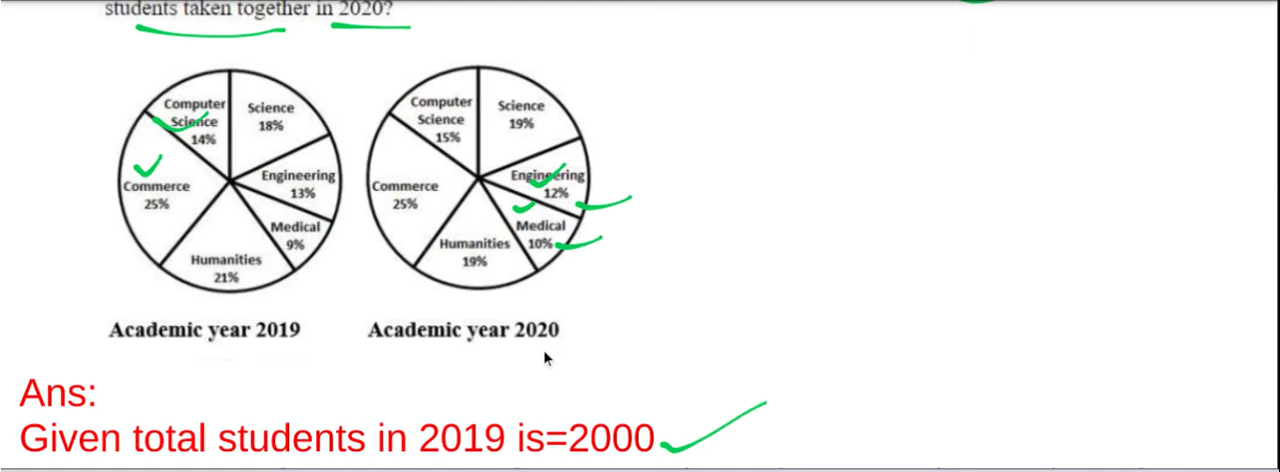 students taken together in 2020?
Computer
Science
14%
Science
18%
Engineering
13%
Medical
9%
Humanities
21%
Commerce
25%
Computer
Science
15%
Science
19%
Engineering
12%
Medical
10%
Humanities
19%
Commerce
25%
Academic year 2019
Academic year 2020
Ans:
Given total students in 2019 is=2000